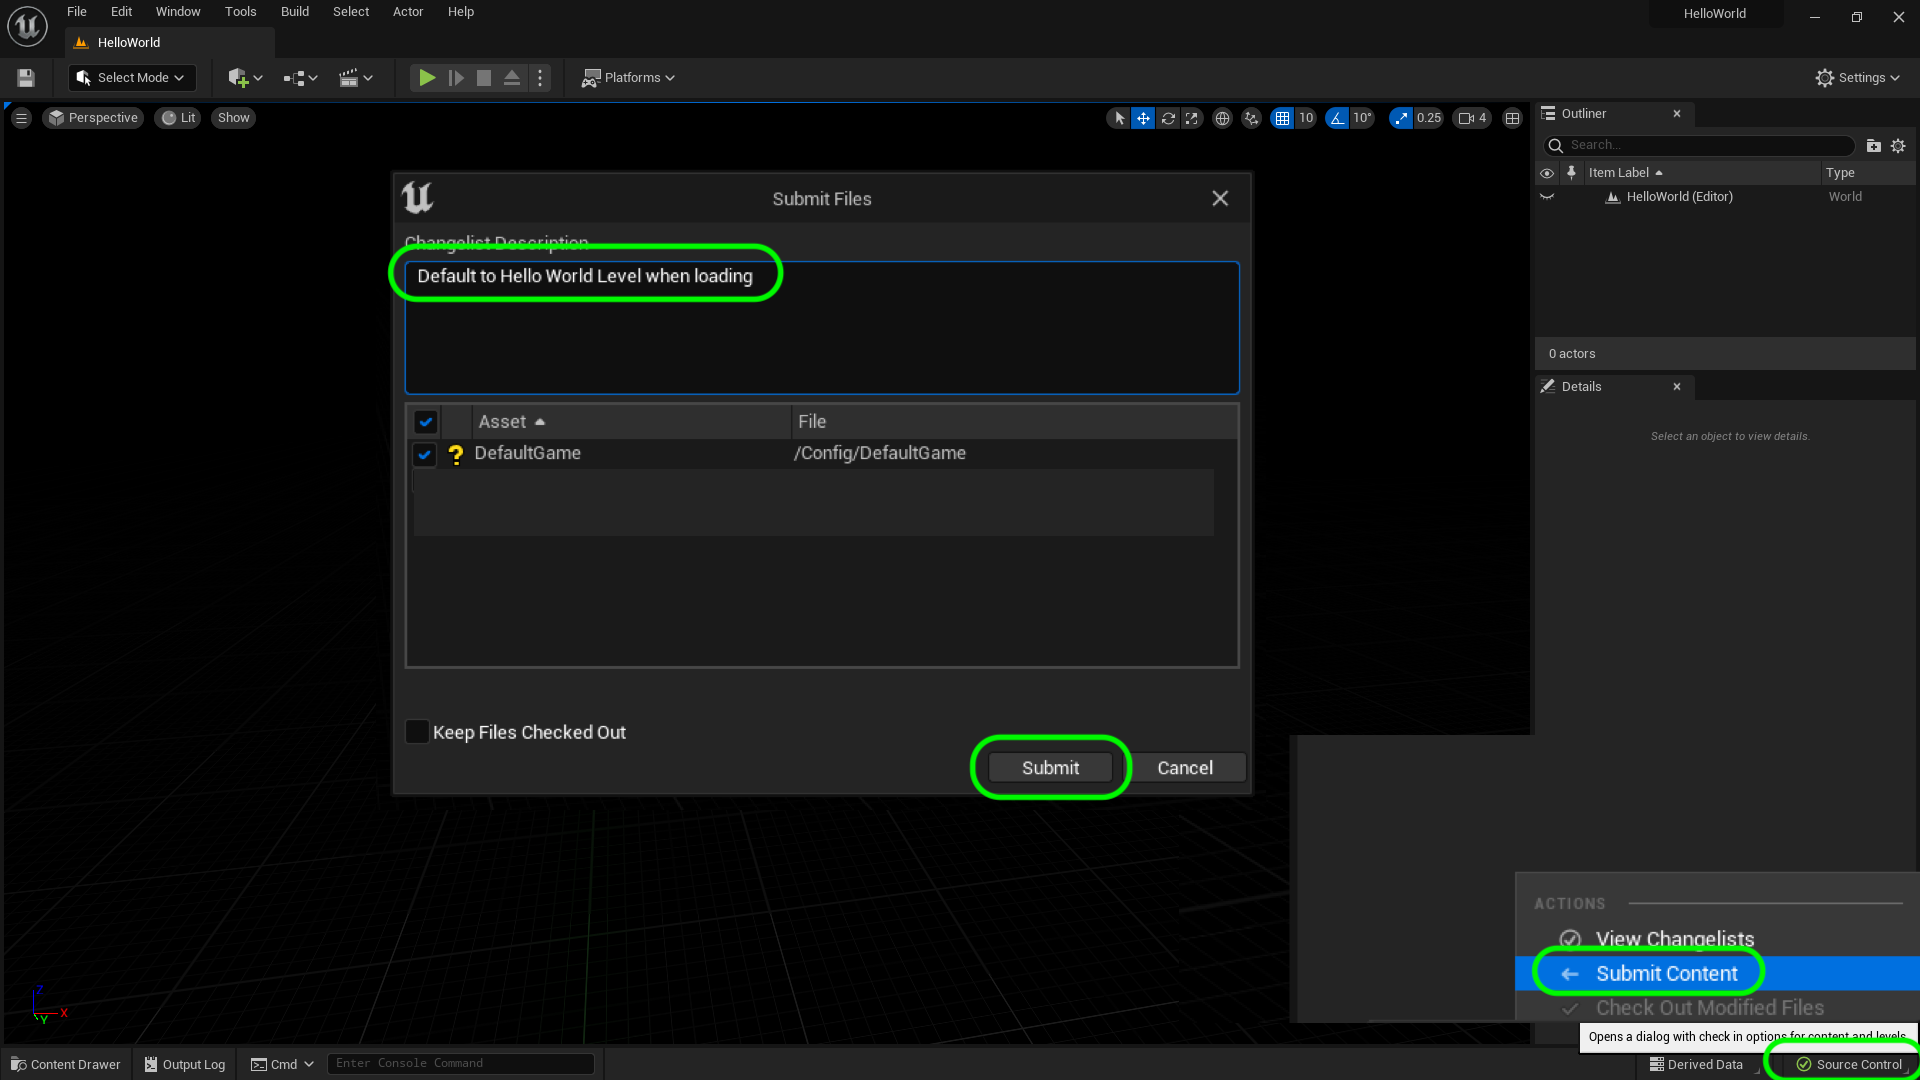 File Edit Window Tools Build Select Actor Help
HelloWorld
HelloWorld
Select Mode
Platforms
Settings
Perspective
Lit
Show
10
10°
0.25
4
Outliner
Search...
Item Label
Type
HelloWorld (Editor)
World
0 actors
Details
Select an object to view details.
Submit Files
Changelist Description
Default to Hello World Level when loading
Asset
File
DefaultGame
/Config/DefaultGame
Keep Files Checked Out
Submit
Cancel
ACTIONS
View Changelists
Submit Content
Check Out Modified Files
Opens a dialog with check in options for content and levels.
Z
X
Y
Content Drawer
Output Log
Cmd
Enter Console Command
Derived Data
Source Control